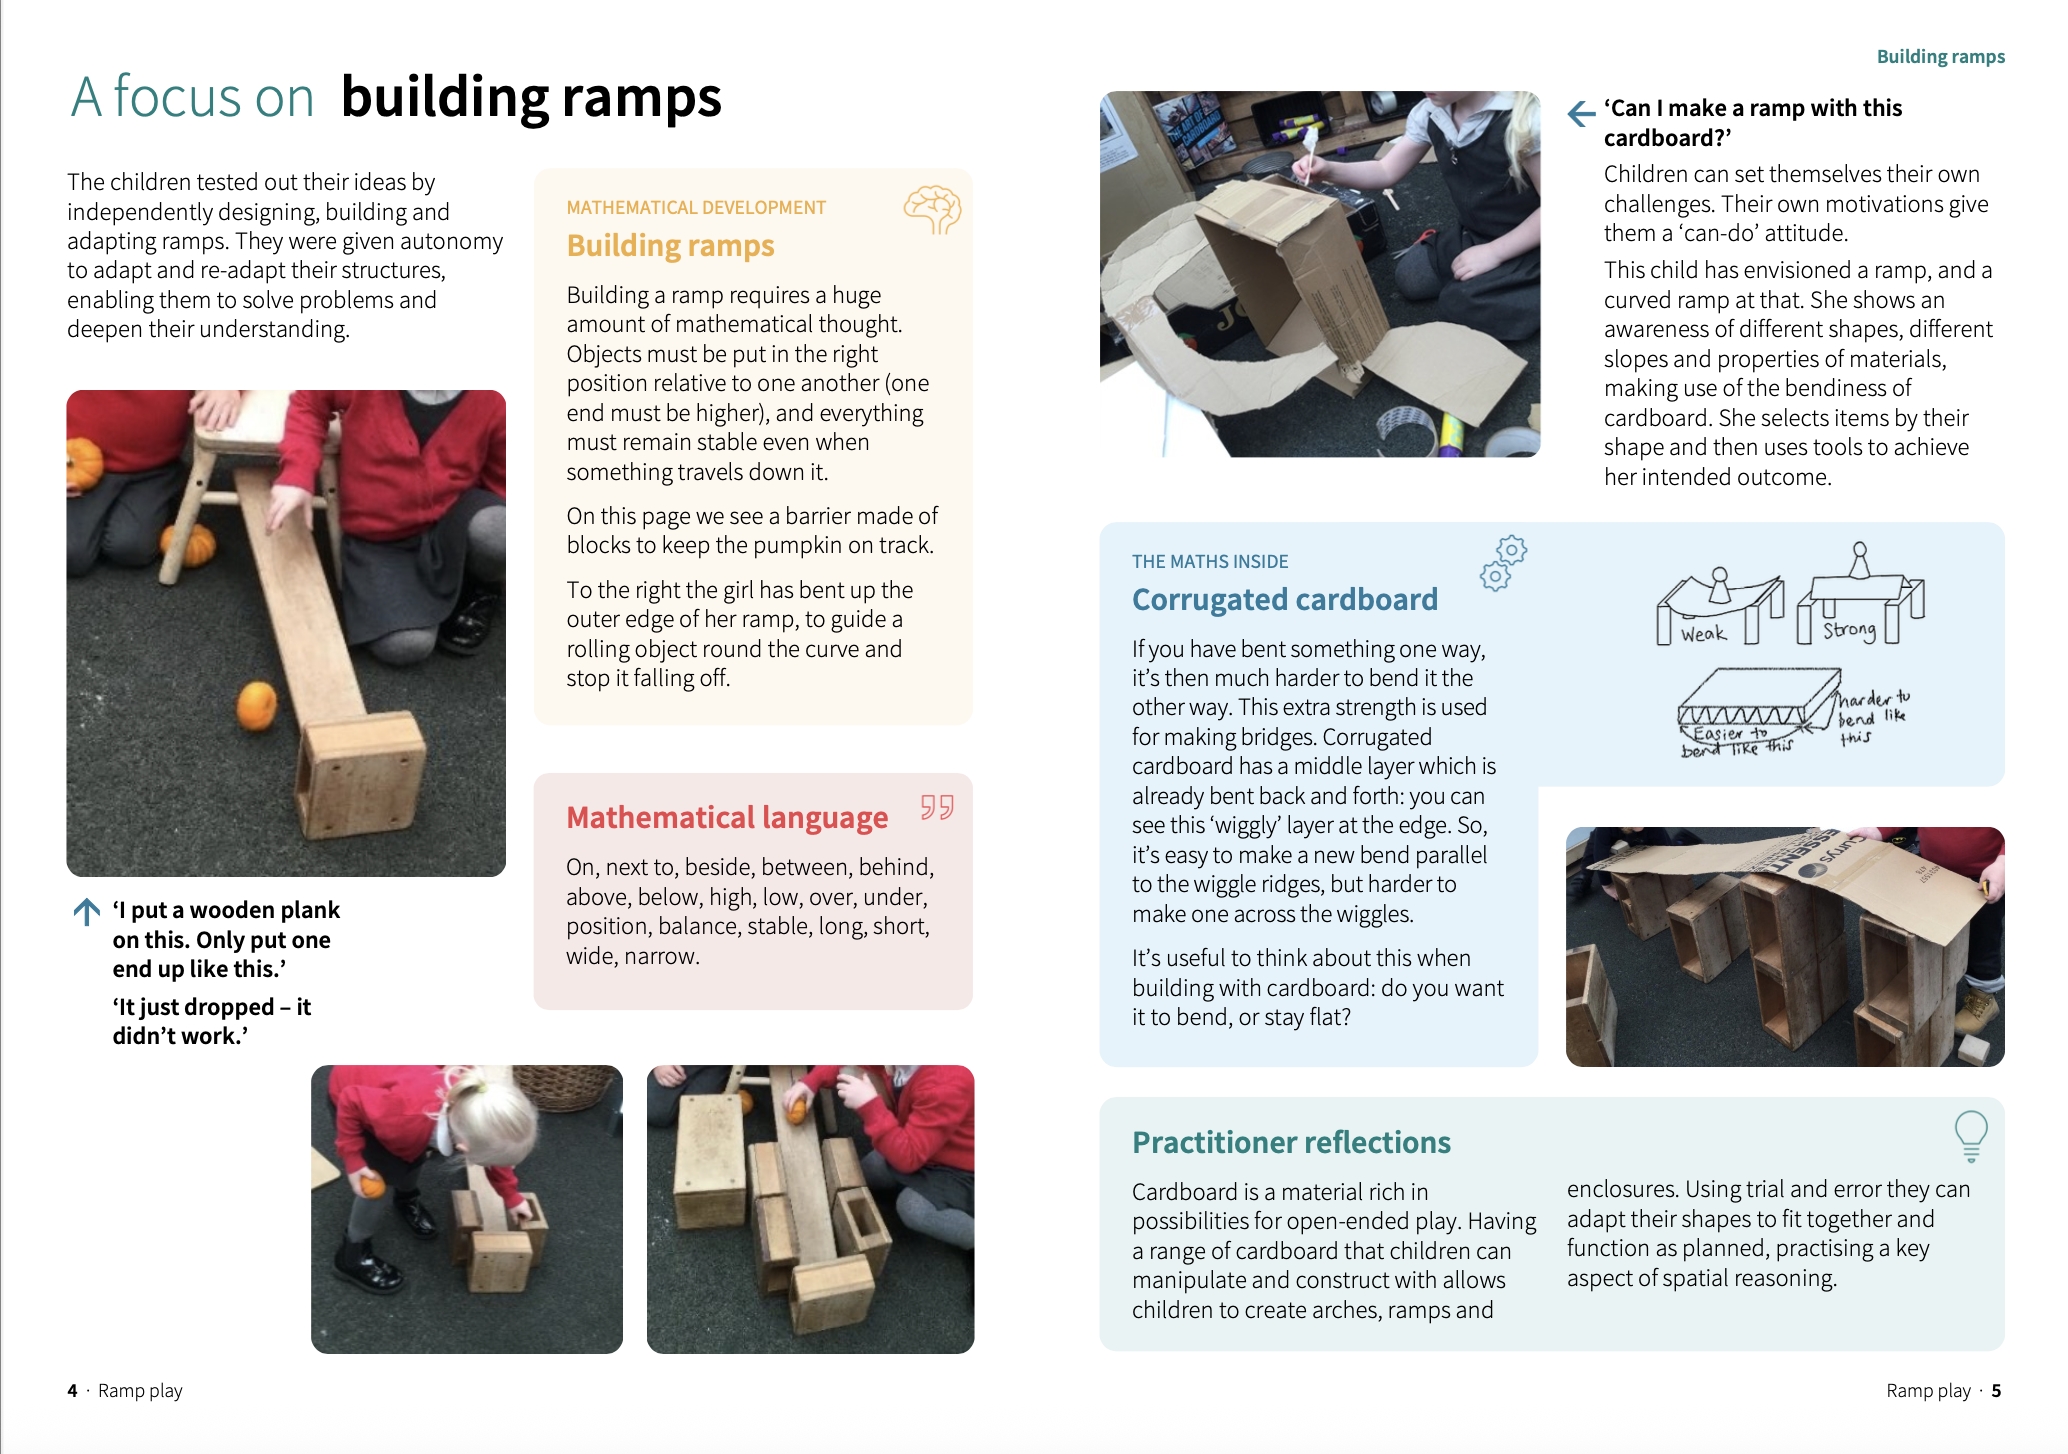 A focus on building ramps
The children tested out their ideas by
independently designing, building and
adapting ramps. They were given autonomy
to adapt and re-adapt their structures,
enabling them to solve problems and
deepen their understanding.
‘I put a wooden plank
on this. Only put one
end up like this.’
‘It just dropped – it
didn’t work.’
MATHEMATICAL DEVELOPMENT
Building ramps
Building a ramp requires a huge
amount of mathematical thought.
Objects must be put in the right
position relative to one another (one
end must be higher), and everything
must remain stable even when
something travels down it.
On this page we see a barrier made of
blocks to keep the pumpkin on track.
To the right the girl has bent up the
outer edge of her ramp, to guide a
rolling object round the curve and
stop it falling off.
Mathematical language
On, next to, beside, between, behind,
above, below, high, low, over, under,
position, balance, stable, long, short,
wide, narrow.
4 · Ramp play
Building ramps
THE ART OF
CARDBOARD
‘Can I make a ramp with this
cardboard?’
Children can set themselves their own
challenges. Their own motivations give
them a ‘can-do’ attitude.
This child has envisioned a ramp, and a
curved ramp at that. She shows an
awareness of different shapes, different
slopes and properties of materials,
making use of the bendiness of
cardboard. She selects items by their
shape and then uses tools to achieve
her intended outcome.
THE MATHS INSIDE
Corrugated cardboard
If you have bent something one way,
it’s then much harder to bend it the
other way. This extra strength is used
for making bridges. Corrugated
cardboard has a middle layer which is
already bent back and forth: you can
see this ‘wiggly’ layer at the edge. So,
it’s easy to make a new bend parallel
to the wiggle ridges, but harder to
make one across the wiggles.
It’s useful to think about this when
building with cardboard: do you want
it to bend, or stay flat?
Weak
Strong
Easier to
bend like this
harder to
bend like
this
Currys
ESSENT
Practitioner reflections
Cardboard is a material rich in
possibilities for open-ended play. Having
a range of cardboard that children can
manipulate and construct with allows
children to create arches, ramps and
enclosures. Using trial and error they can
adapt their shapes to fit together and
function as planned, practising a key
aspect of spatial reasoning.
Ramp play · 5